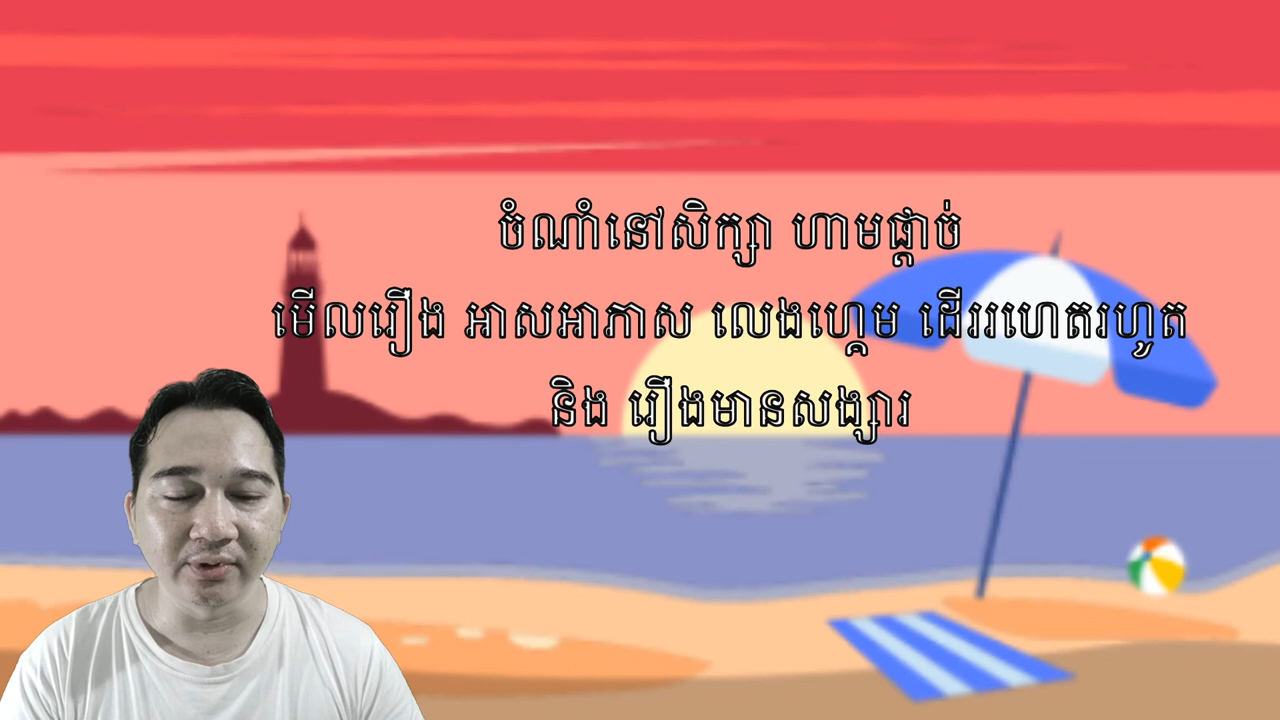 ចំណាំនៅសិក្សា ហាមផ្ដាច់
មើលរឿង អាសអាភាស លេងហ្គេម ដើររហេតរហូត
និង រឿងមានសង្សារ